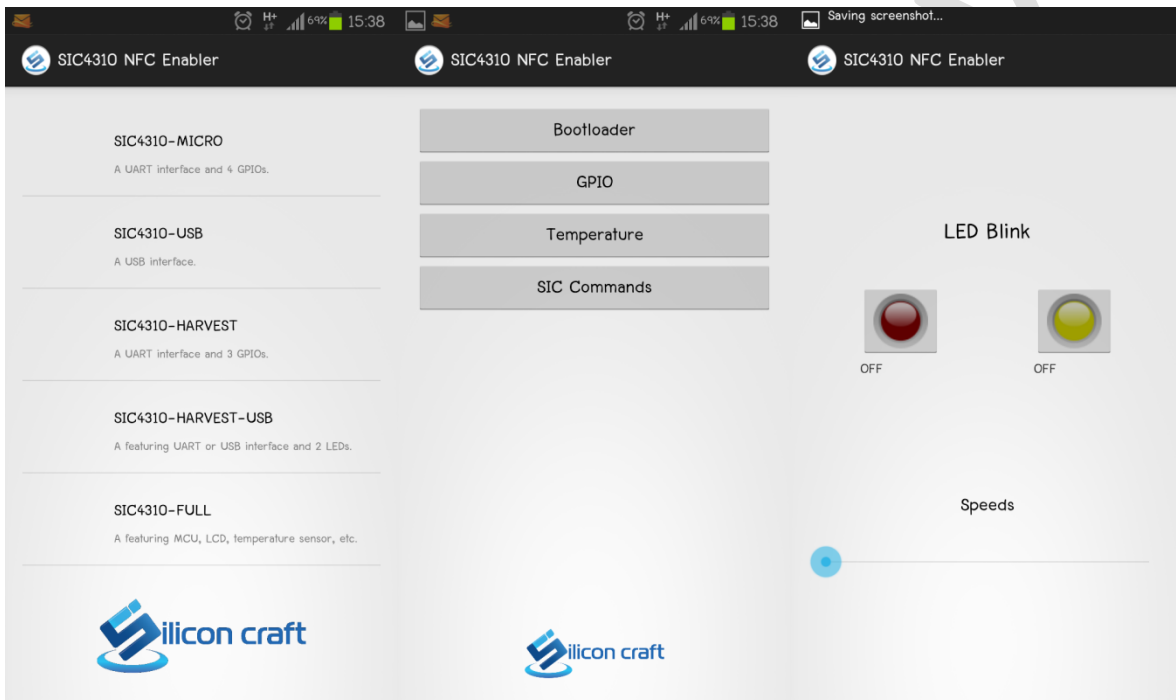 H+ 69% 15:38
SIC4310 NFC Enabler
SIC4310-MICRO
A UART interface and 4 GPIOs.
SIC4310-USB
A USB interface.
SIC4310-HARVEST
A UART interface and 3 GPIOs.
SIC4310-HARVEST-USB
A featuring UART or USB interface and 2 LEDs.
SIC4310-FULL
A featuring MCU, LCD, temperature sensor, etc.
Silicon craft
H+ 69% 15:38
SIC4310 NFC Enabler
Bootloader
GPIO
Temperature
SIC Commands
Silicon craft
Saving screenshot...
SIC4310 NFC Enabler
LED Blink
OFF OFF
Speeds